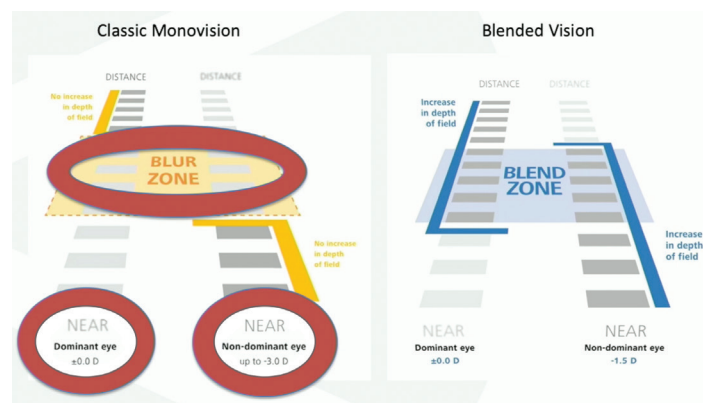 Classic Monovision
Blended Vision
DISTANCE
DISTANCE
No increase
in depth
of field
BLUR
ZONE
No increase
in depth
of field
NEAR
Dominant eye
±0.0 D
NEAR
Non-dominant eye
up to -3.0 D
DISTANCE
DISTANCE
Increase
in depth
of field
BLEND
ZONE
Increase
in depth
of field
NEAR
Dominant eye
±0.0 D
NEAR
Non-dominant eye
-1.5 D